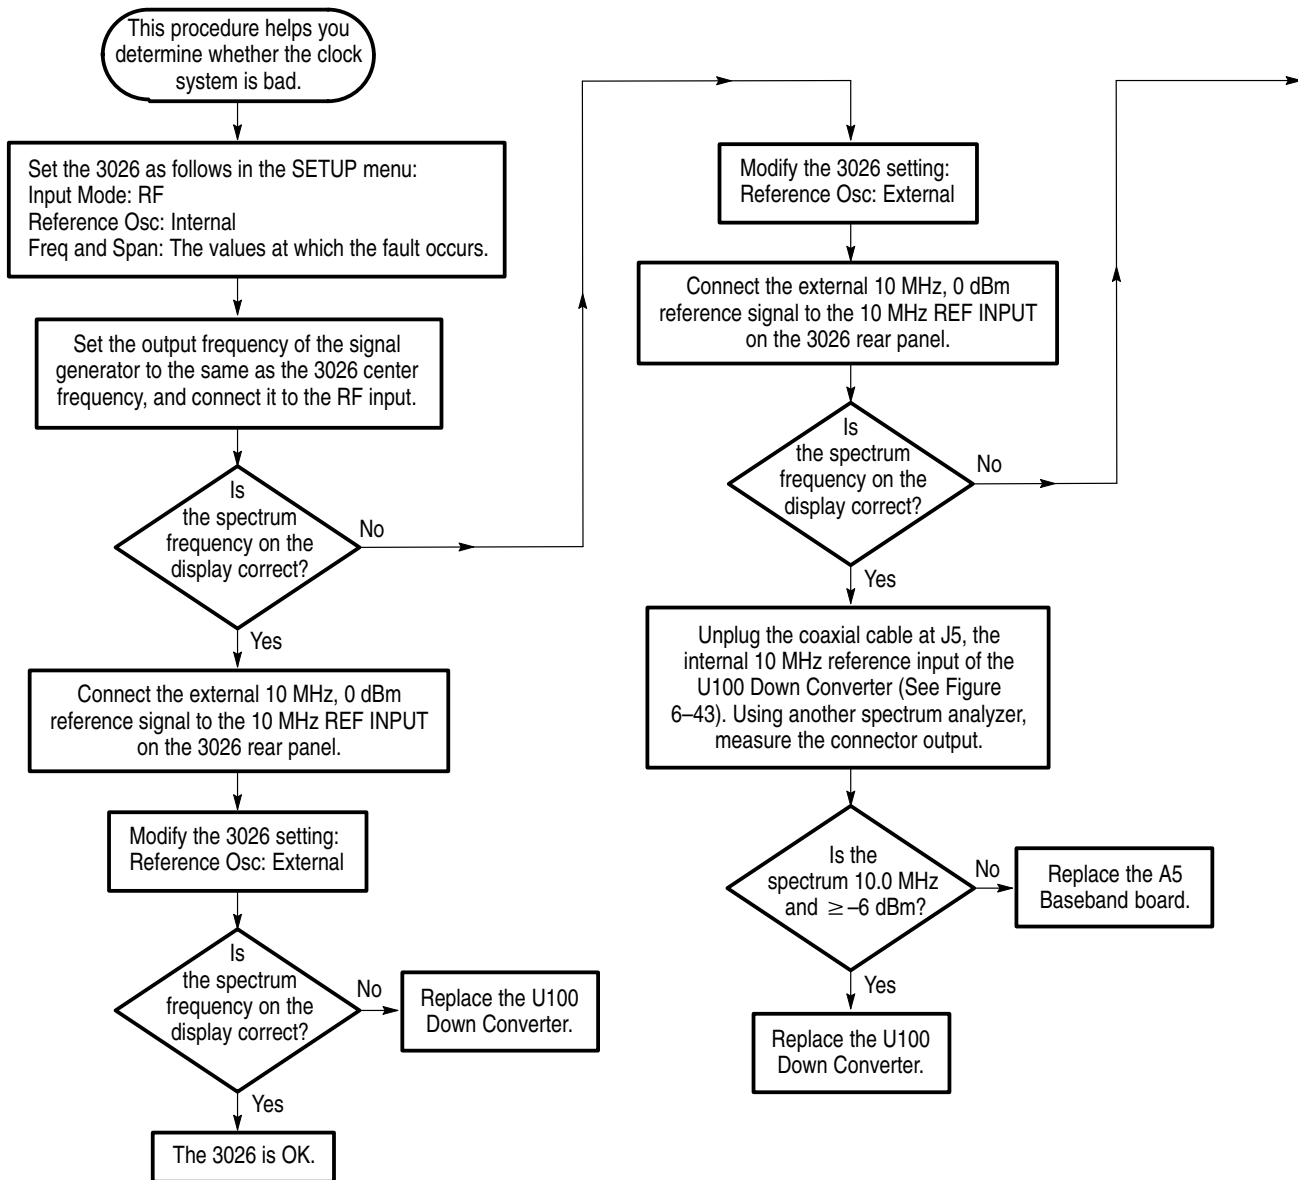 This procedure helps you
determine whether the clock
system is bad.
Set the 3026 as follows in the SETUP menu:
Input Mode: RF
Reference Osc: Internal
Freq and Span: The values at which the fault occurs.
Set the output frequency of the signal
generator to the same as the 3026 center
frequency, and connect it to the RF input.
Is
the spectrum
frequency on the
display correct?
No
Yes
Connect the external 10 MHz, 0 dBm
reference signal to the 10 MHz REF INPUT
on the 3026 rear panel.
Modify the 3026 setting:
Reference Osc: External
Is
the spectrum
frequency on the
display correct?
No
Replace the U100
Down Converter.
Yes
The 3026 is OK.
Modify the 3026 setting:
Reference Osc: External
Connect the external 10 MHz, 0 dBm
reference signal to the 10 MHz REF INPUT
on the 3026 rear panel.
Is
the spectrum
frequency on the
display correct?
No
Yes
Unplug the coaxial cable at J5, the
internal 10 MHz reference input of the
U100 Down Converter (See Figure
6–43). Using another spectrum analyzer,
measure the connector output.
Is the
spectrum 10.0 MHz
and ≥ –6 dBm?
No
Replace the A5
Baseband board.
Yes
Replace the U100
Down Converter.